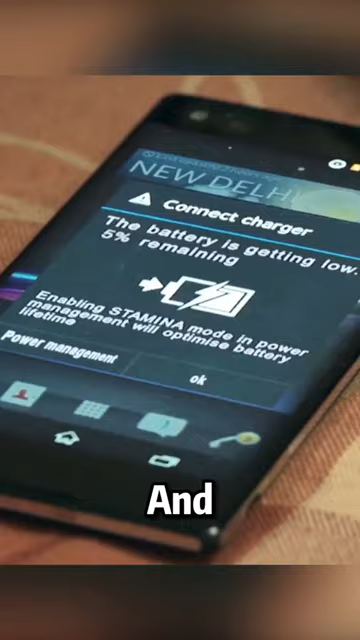 NEW DELHI
Connect charger
The battery is getting low.
5% remaining
Enabling STAMINA mode in power
management will optimise battery
lifetime
Power management
ok
And